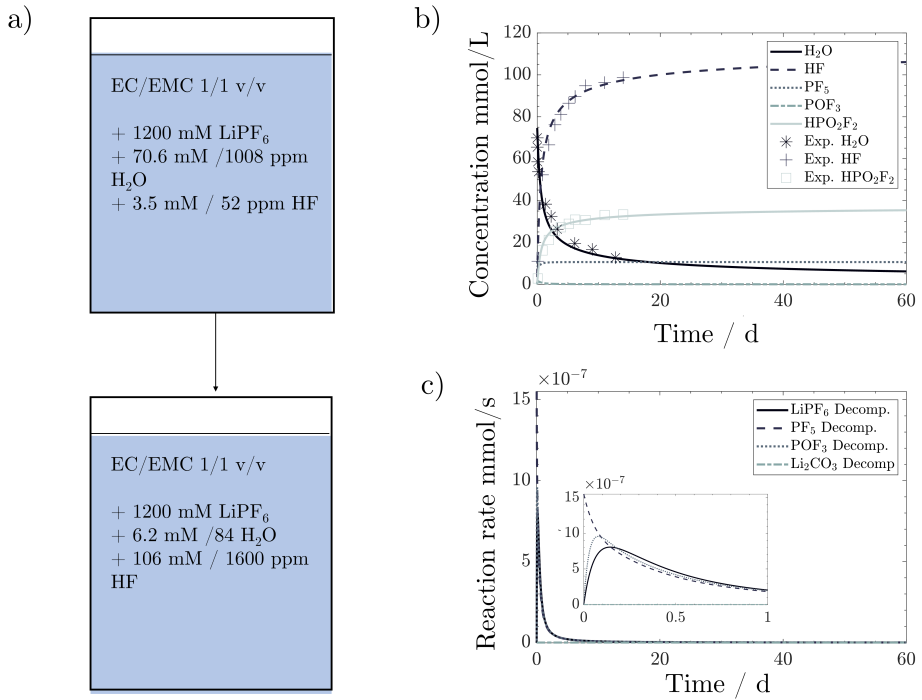 a)
EC/EMC 1/1 v/v
+ 1200 mM LiPF₆
+ 70.6 mM /1008 ppm
H₂O
+ 3.5 mM / 52 ppm HF
EC/EMC 1/1 v/v
+ 1200 mM LiPF₆
+ 6.2 mM /84 H₂O
+ 106 mM / 1600 ppm
HF
b)
Concentration mmol/L
120
100
80
60
40
20
0
0 20 40 60
Time / d
H₂O
HF
PF₅
POF₃
HPO₂F₂
Exp. H₂O
Exp. HF
Exp. HPO₂F₂
c)
Reaction rate mmol/s
×10⁻⁷
15
10
5
0
0 20 40 60
Time / d
LiPF₆ Decomp.
PF₅ Decomp.
POF₃ Decomp.
Li₂CO₃ Decomp
×10⁻⁷
15
10
5
0
0 0.5 1